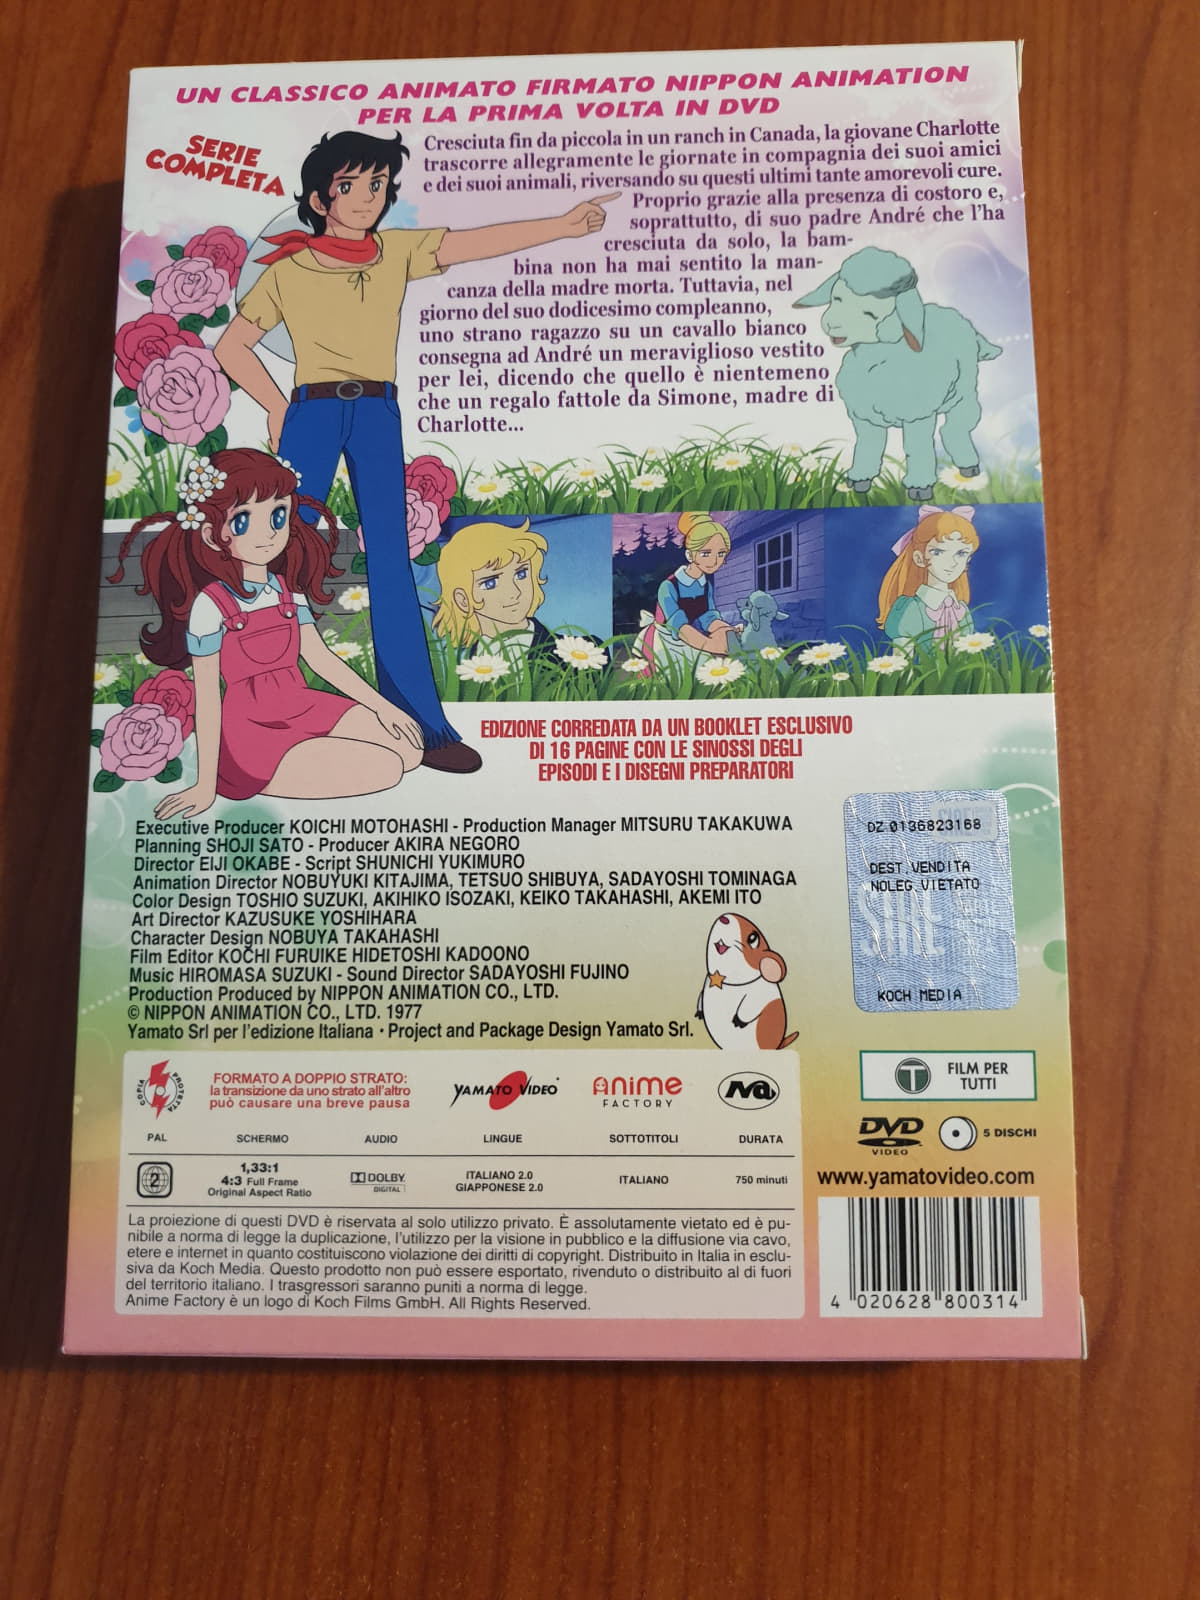 UN CLASSICO ANIMATO FIRMATO NIPPON ANIMATION
PER LA PRIMA VOLTA IN DVD
SERIE
COMPLETA
Cresciuta fin da piccola in un ranch in Canada, la giovane Charlotte
trascorre allegramente le giornate in compagnia dei suoi amici
e dei suoi animali, riversando su questi ultimi tante amorevoli cure.
Proprio grazie alla presenza di costoro e,
soprattutto, di suo padre André che l'ha
cresciuta da solo, la bam-
bina non ha mai sentito la man-
canza della madre morta. Tuttavia, nel
giorno del suo dodicesimo compleanno,
uno strano ragazzo su un cavallo bianco
consegna ad André un meraviglioso vestito
per lei, dicendo che quello è nientemeno
che un regalo fattole da Simone, madre di
Charlotte...
EDIZIONE CORREDATA DA UN BOOKLET ESCLUSIVO
DI 16 PAGINE CON LE SINOSSI DEGLI
EPISODI E I DISEGNI PREPARATORI
Executive Producer KOICHI MOTOHASHI - Production Manager MITSURU TAKAKUWA
Planning SHOJI SATO - Producer AKIRA NEGORO
Director EIJI OKABE - Script SHUNICHI YUKIMURO
Animation Director NOBUYUKI KITAJIMA, TETSUO SHIBUYA, SADAYOSHI TOMINAGA
Color Design TOSHIO SUZUKI, AKIHIKO ISOZAKI, KEIKO TAKAHASHI, AKEMI ITO
Art Director KAZUSUKE YOSHIHARA
Character Design NOBUYA TAKAHASHI
Film Editor KOCHI FURUIKE HIDETOSHI KADOONO
Music HIROMASA SUZUKI - Sound Director SADAYOSHI FUJINO
Production Produced by NIPPON ANIMATION CO., LTD.
© NIPPON ANIMATION CO., LTD. 1977
Yamato Srl per l'edizione Italiana · Project and Package Design Yamato Srl.
DZ 0136823168
DEST.VENDITA
NOLEG.VIETATO
SIAE
KOCH MEDIA
COPIA PROTETTA
FORMATO A DOPPIO STRATO:
la transizione da uno strato all'altro
può causare una breve pausa
YAMATO VIDEO
anime
FACTORY
T
FILM PER
TUTTI
PAL
SCHERMO
AUDIO
LINGUE
SOTTOTITOLI
DURATA
2
1,33:1
4:3 Full Frame
Original Aspect Ratio
DOLBY
DIGITAL
ITALIANO 2.0
GIAPPONESE 2.0
ITALIANO
750 minuti
DVD
VIDEO
5 DISCHI
www.yamatovideo.com
La proiezione di questi DVD è riservata al solo utilizzo privato. È assolutamente vietato ed è pu-
nibile a norma di legge la duplicazione, l'utilizzo per la visione in pubblico e la diffusione via cavo,
etere e internet in quanto costituiscono violazione dei diritti di copyright. Distribuito in Italia in esclu-
siva da Koch Media. Questo prodotto non può essere esportato, rivenduto o distribuito al di fuori
del territorio italiano. I trasgressori saranno puniti a norma di legge.
Anime Factory è un logo di Koch Films GmbH. All Rights Reserved.
4 020628 800314